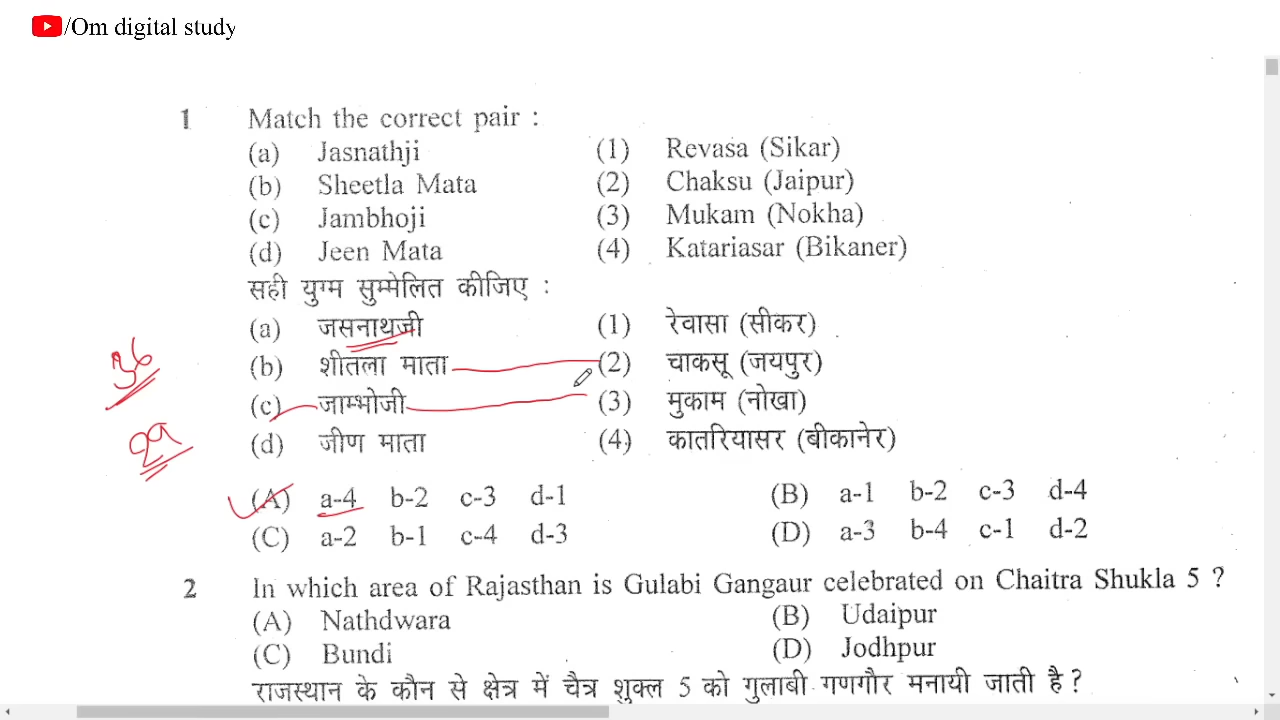 /Om digital study
1 Match the correct pair :
(a) Jasnathji (1) Revasa (Sikar)
(b) Sheetla Mata (2) Chaksu (Jaipur)
(c) Jambhoji (3) Mukam (Nokha)
(d) Jeen Mata (4) Katariasar (Bikaner)
सही युग्म सुम्मेलित कीजिए :
(a) जसनाथजी (1) रेवासा (सीकर)
36
(b) शीतला माता (2) चाकसू (जयपुर)
(c) जाम्भोजी (3) मुकाम (नोखा)
29
(d) जीण माता (4) कातरियासर (बीकानेर)
(A) a-4 b-2 c-3 d-1 (B) a-1 b-2 c-3 d-4
(C) a-2 b-1 c-4 d-3 (D) a-3 b-4 c-1 d-2
2 In which area of Rajasthan is Gulabi Gangaur celebrated on Chaitra Shukla 5 ?
(A) Nathdwara (B) Udaipur
(C) Bundi (D) Jodhpur
राजस्थान के कौन से क्षेत्र में चैत्र शुक्ल 5 को गुलाबी गणगौर मनायी जाती है ?